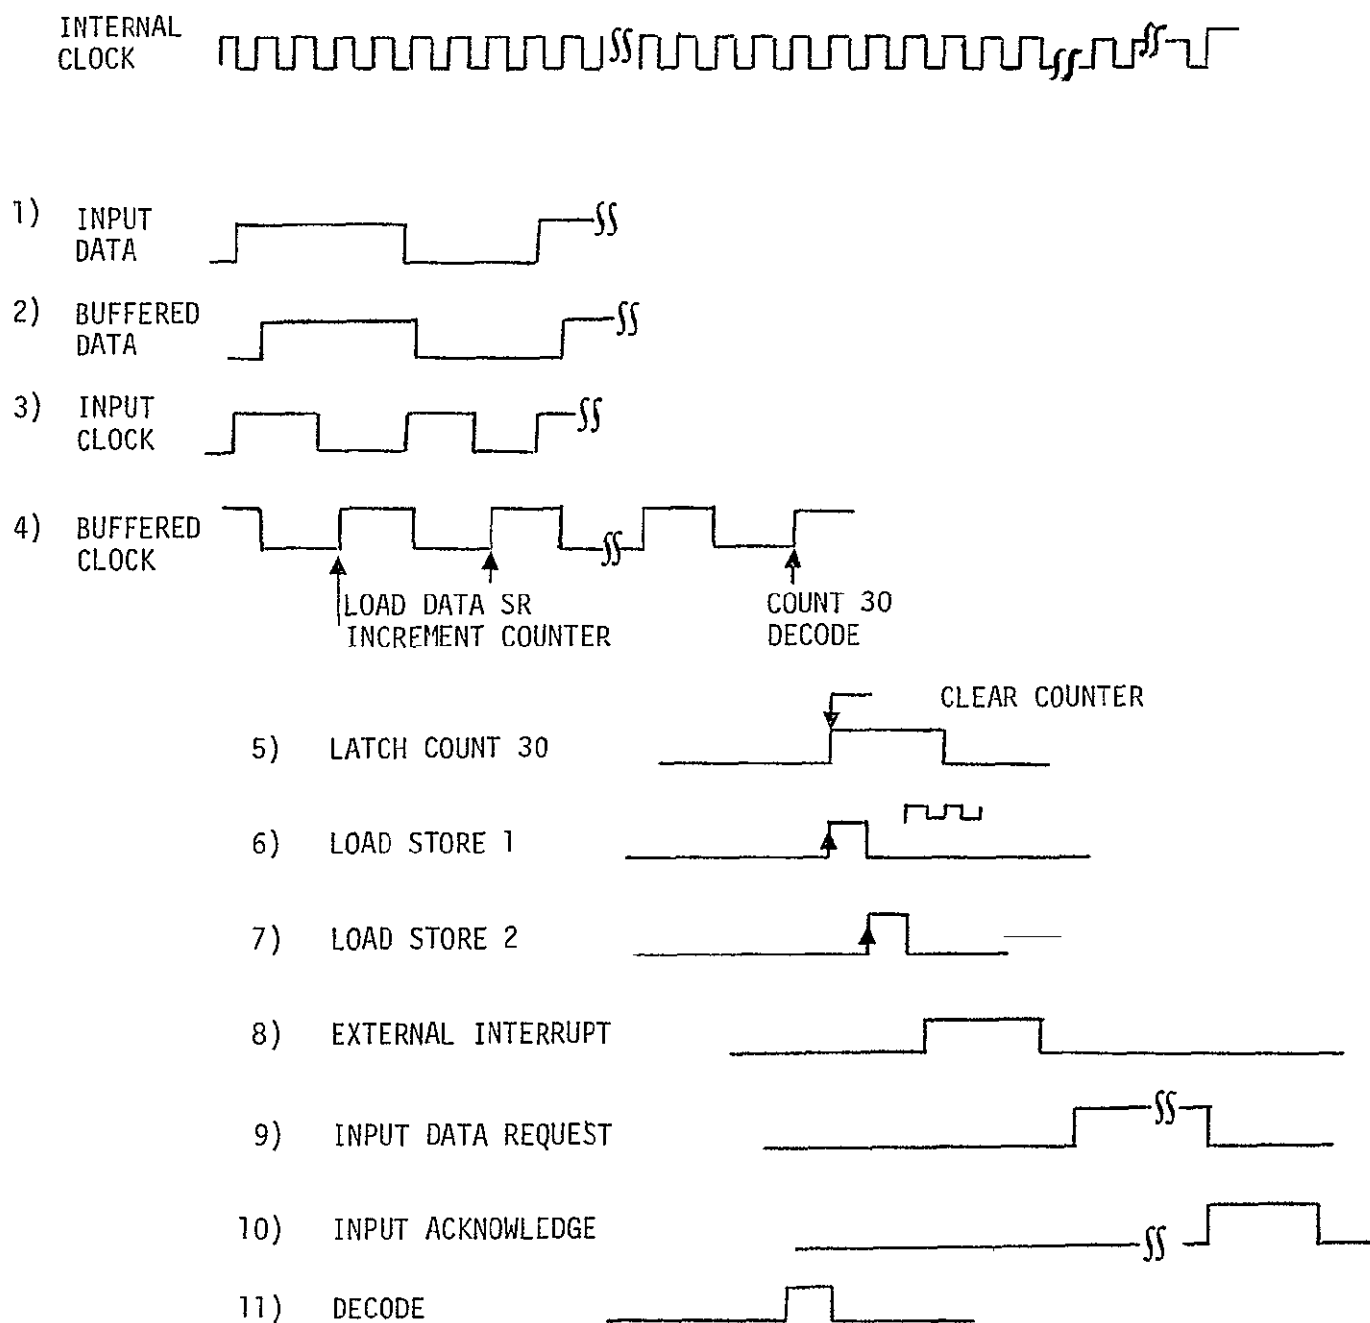 INTERNAL
CLOCK
1) INPUT
DATA
2) BUFFERED
DATA
3) INPUT
CLOCK
4) BUFFERED
CLOCK
LOAD DATA SR
INCREMENT COUNTER
COUNT 30
DECODE
CLEAR COUNTER
5) LATCH COUNT 30
6) LOAD STORE 1
7) LOAD STORE 2
8) EXTERNAL INTERRUPT
9) INPUT DATA REQUEST
10) INPUT ACKNOWLEDGE
11) DECODE